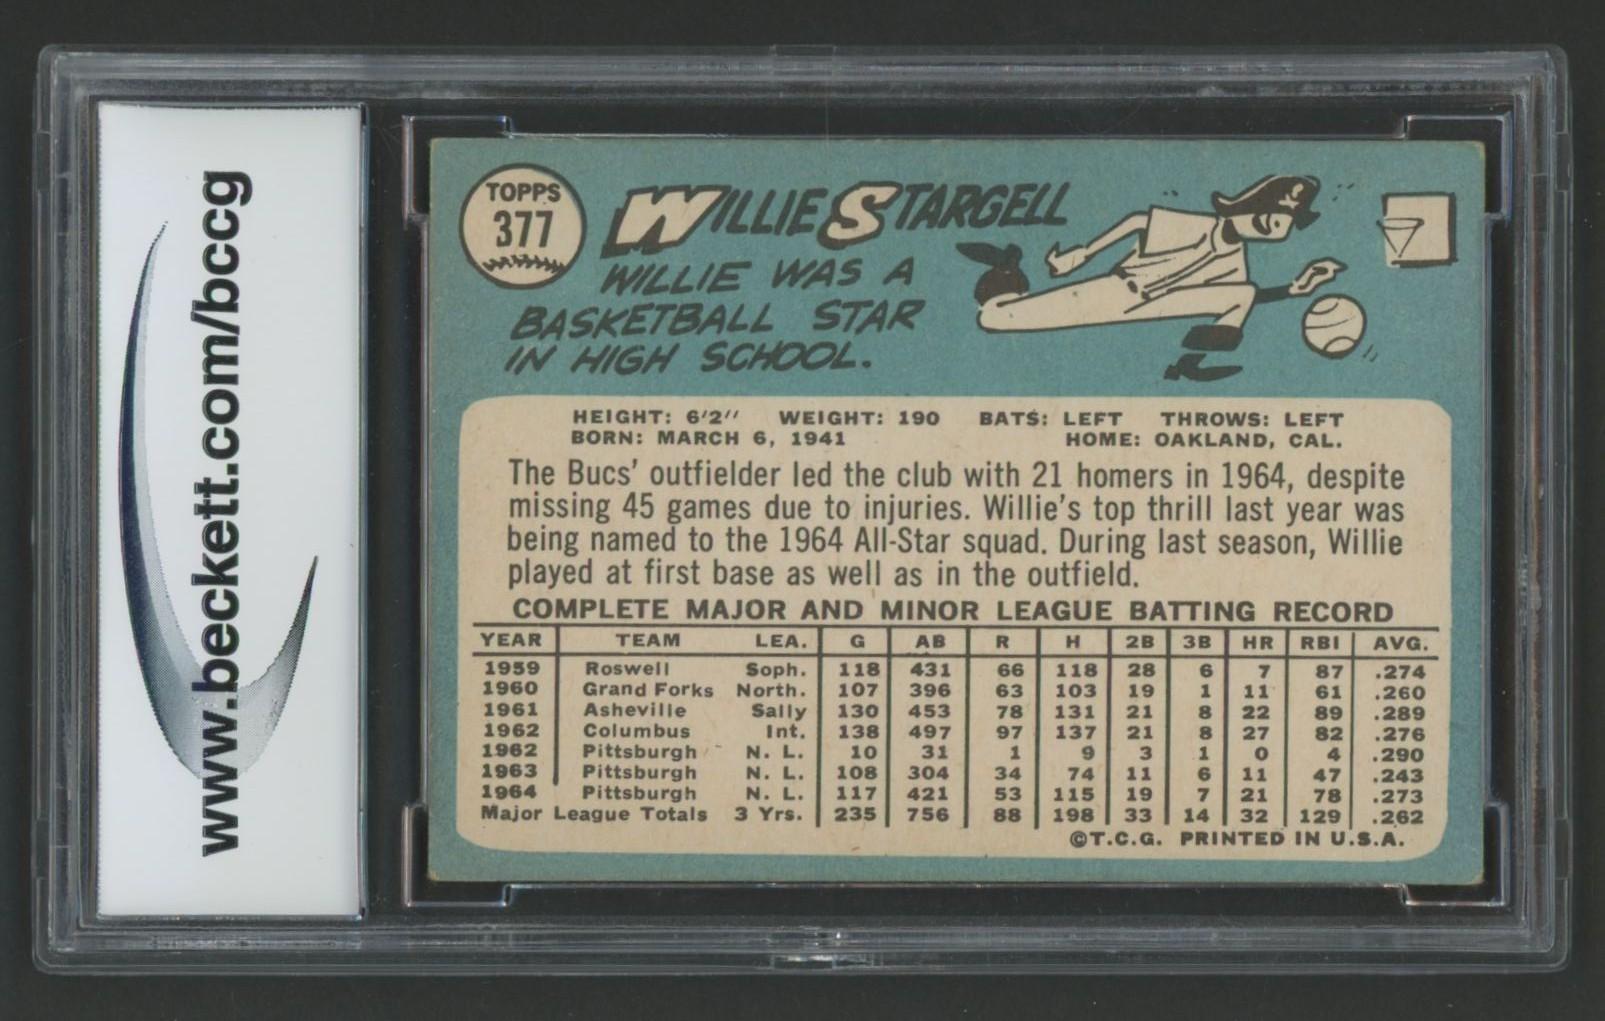 www.beckett.com/bccg
TOPPS
377
WILLIE STARGELL
WILLIE WAS A
BASKETBALL STAR
IN HIGH SCHOOL.
HEIGHT: 6'2" WEIGHT: 190 BATS: LEFT THROWS: LEFT
BORN: MARCH 6, 1941 HOME: OAKLAND, CAL.
The Bucs' outfielder led the club with 21 homers in 1964, despite
missing 45 games due to injuries. Willie's top thrill last year was
being named to the 1964 All-Star squad. During last season, Willie
played at first base as well as in the outfield.
COMPLETE MAJOR AND MINOR LEAGUE BATTING RECORD
YEAR TEAM LEA. G AB R H 2B 3B HR RBI AVG.
1959 Roswell Soph. 118 431 66 118 28 6 7 87 .274
1960 Grand Forks North. 107 396 63 103 19 1 11 61 .260
1961 Asheville Sally 130 453 78 131 21 8 22 89 .289
1962 Columbus Int. 138 497 97 137 21 8 27 82 .276
1962 Pittsburgh N. L. 10 31 1 9 3 1 0 4 .290
1963 Pittsburgh N. L. 108 304 34 74 11 6 11 47 .243
1964 Pittsburgh N. L. 117 421 53 115 19 7 21 78 .273
Major League Totals 3 Yrs. 235 756 88 198 33 14 32 129 .262
©T.C.G. PRINTED IN U.S.A.